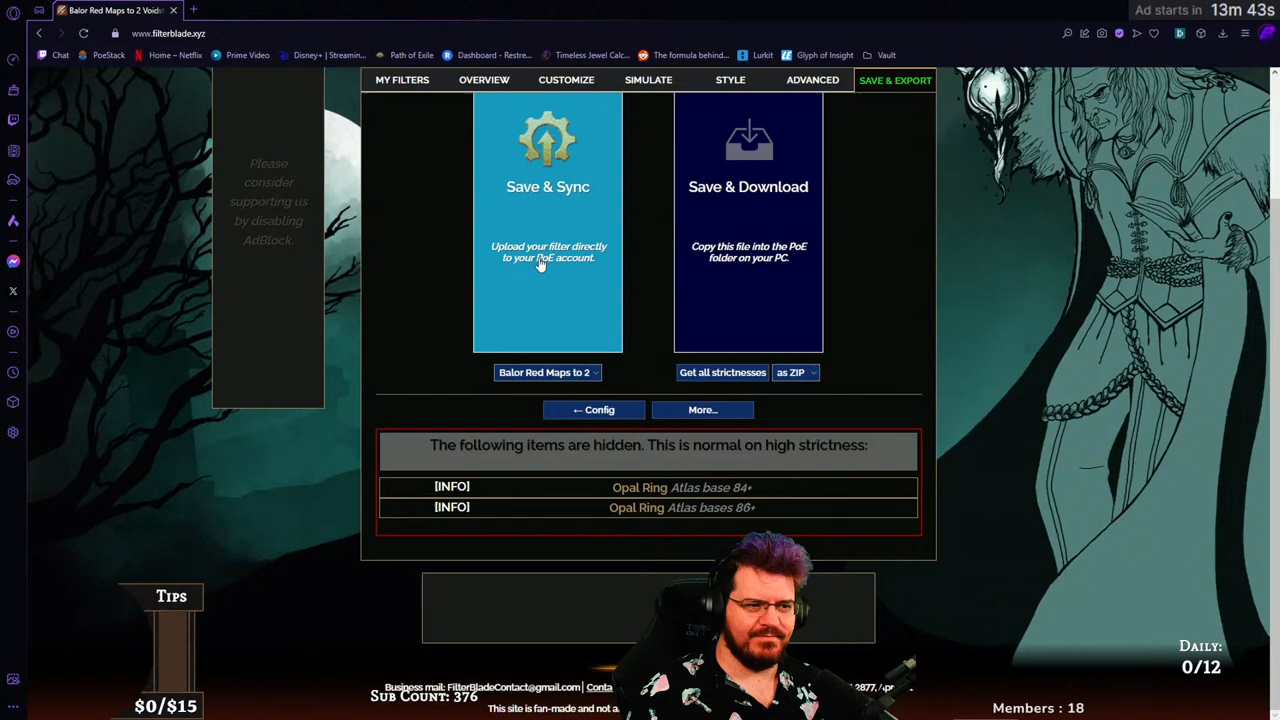 Balor Red Maps to 2 Voids
Ad starts in 13m 43s
www.filterblade.xyz
Chat
PoeStack
Home – Netflix
Prime Video
Disney+ | Streamin...
Path of Exile
Dashboard - Restre...
Timeless Jewel Calc...
The formula behind...
Lurkit
Glyph of Insight
Vault
MY FILTERS
OVERVIEW
CUSTOMIZE
SIMULATE
STYLE
ADVANCED
SAVE & EXPORT
Please
consider
supporting us
by disabling
AdBlock.
Save & Sync
Upload your filter directly
to your PoE account.
Save & Download
Copy this file into the PoE
folder on your PC.
Balor Red Maps to 2
Get all strictnesses
as ZIP
← Config
More...
The following items are hidden. This is normal on high strictness:
[INFO] Opal Ring Atlas base 84+
[INFO] Opal Ring Atlas bases 86+
Tips
$0/$15
Daily:
0/12
Business mail: FilterBladeContact@gmail.com | Conta
2877,
Sub Count: 376
This site is fan-made and not a
Members : 18